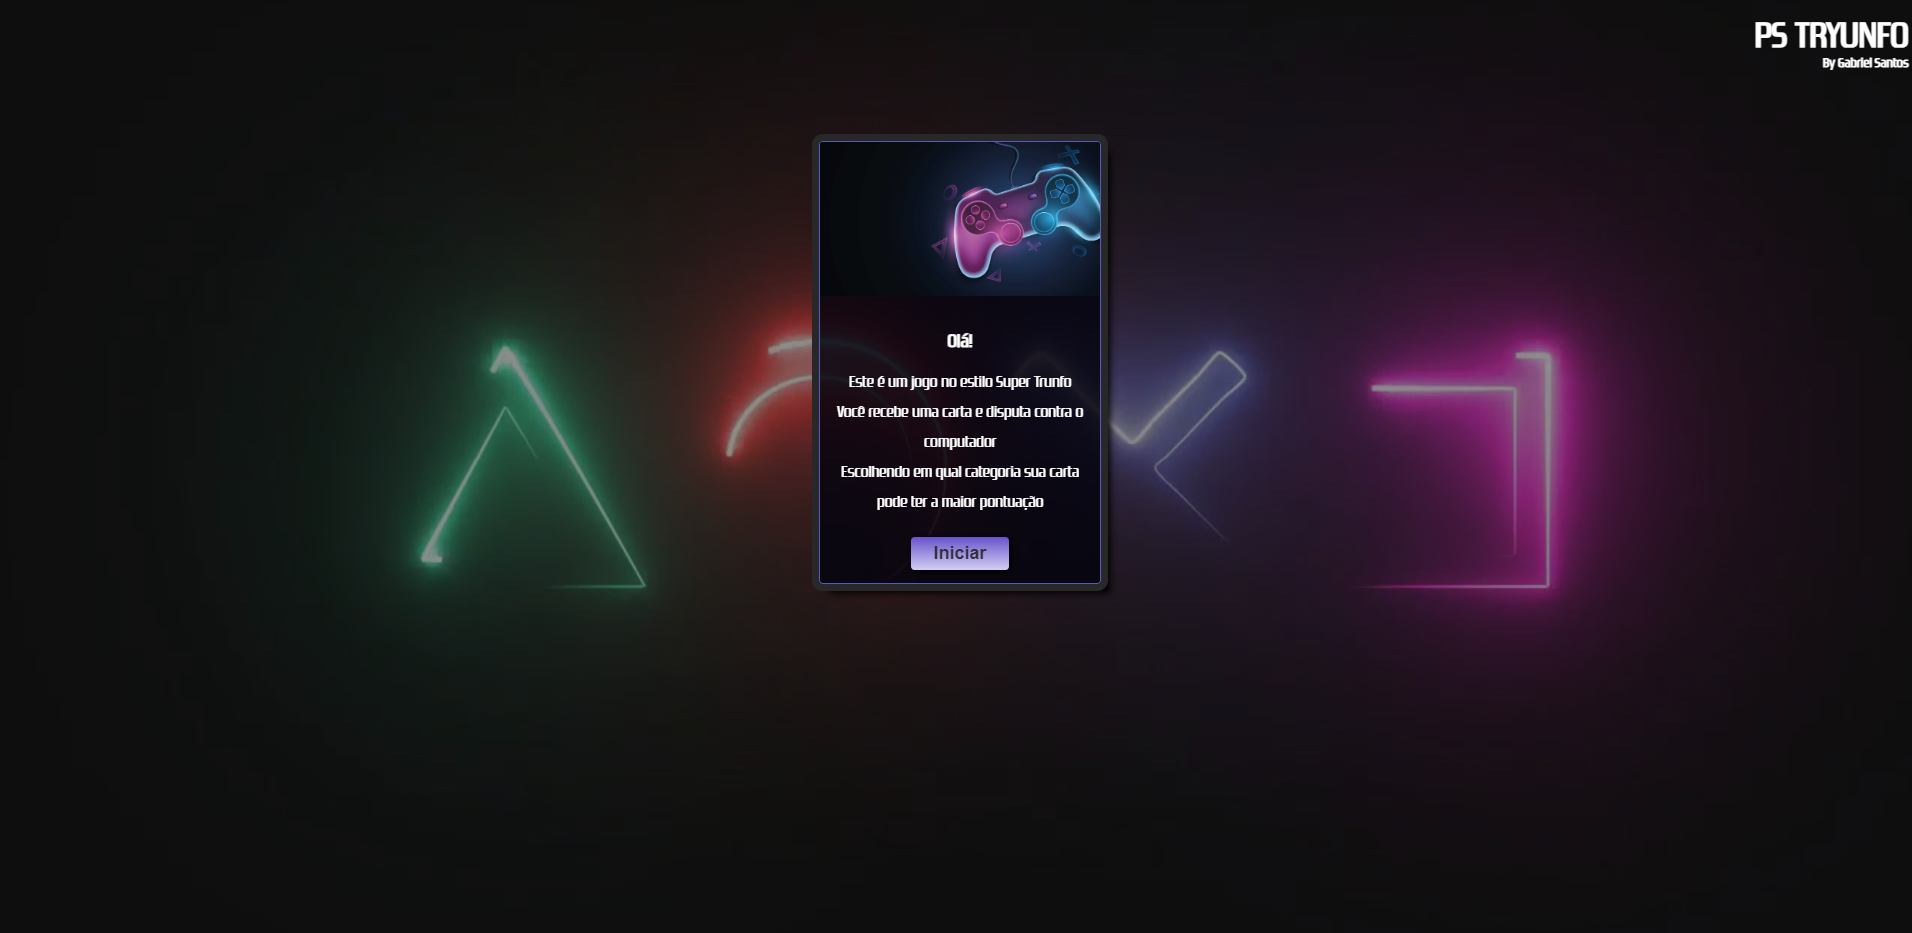 PS TRYUNFO
By Gabriel Santos
Olá!
Este é um jogo no estilo Super Trunfo
Você recebe uma carta e disputa contra o
computador
Escolhendo em qual categoria sua carta
pode ter a maior pontuação
Iniciar